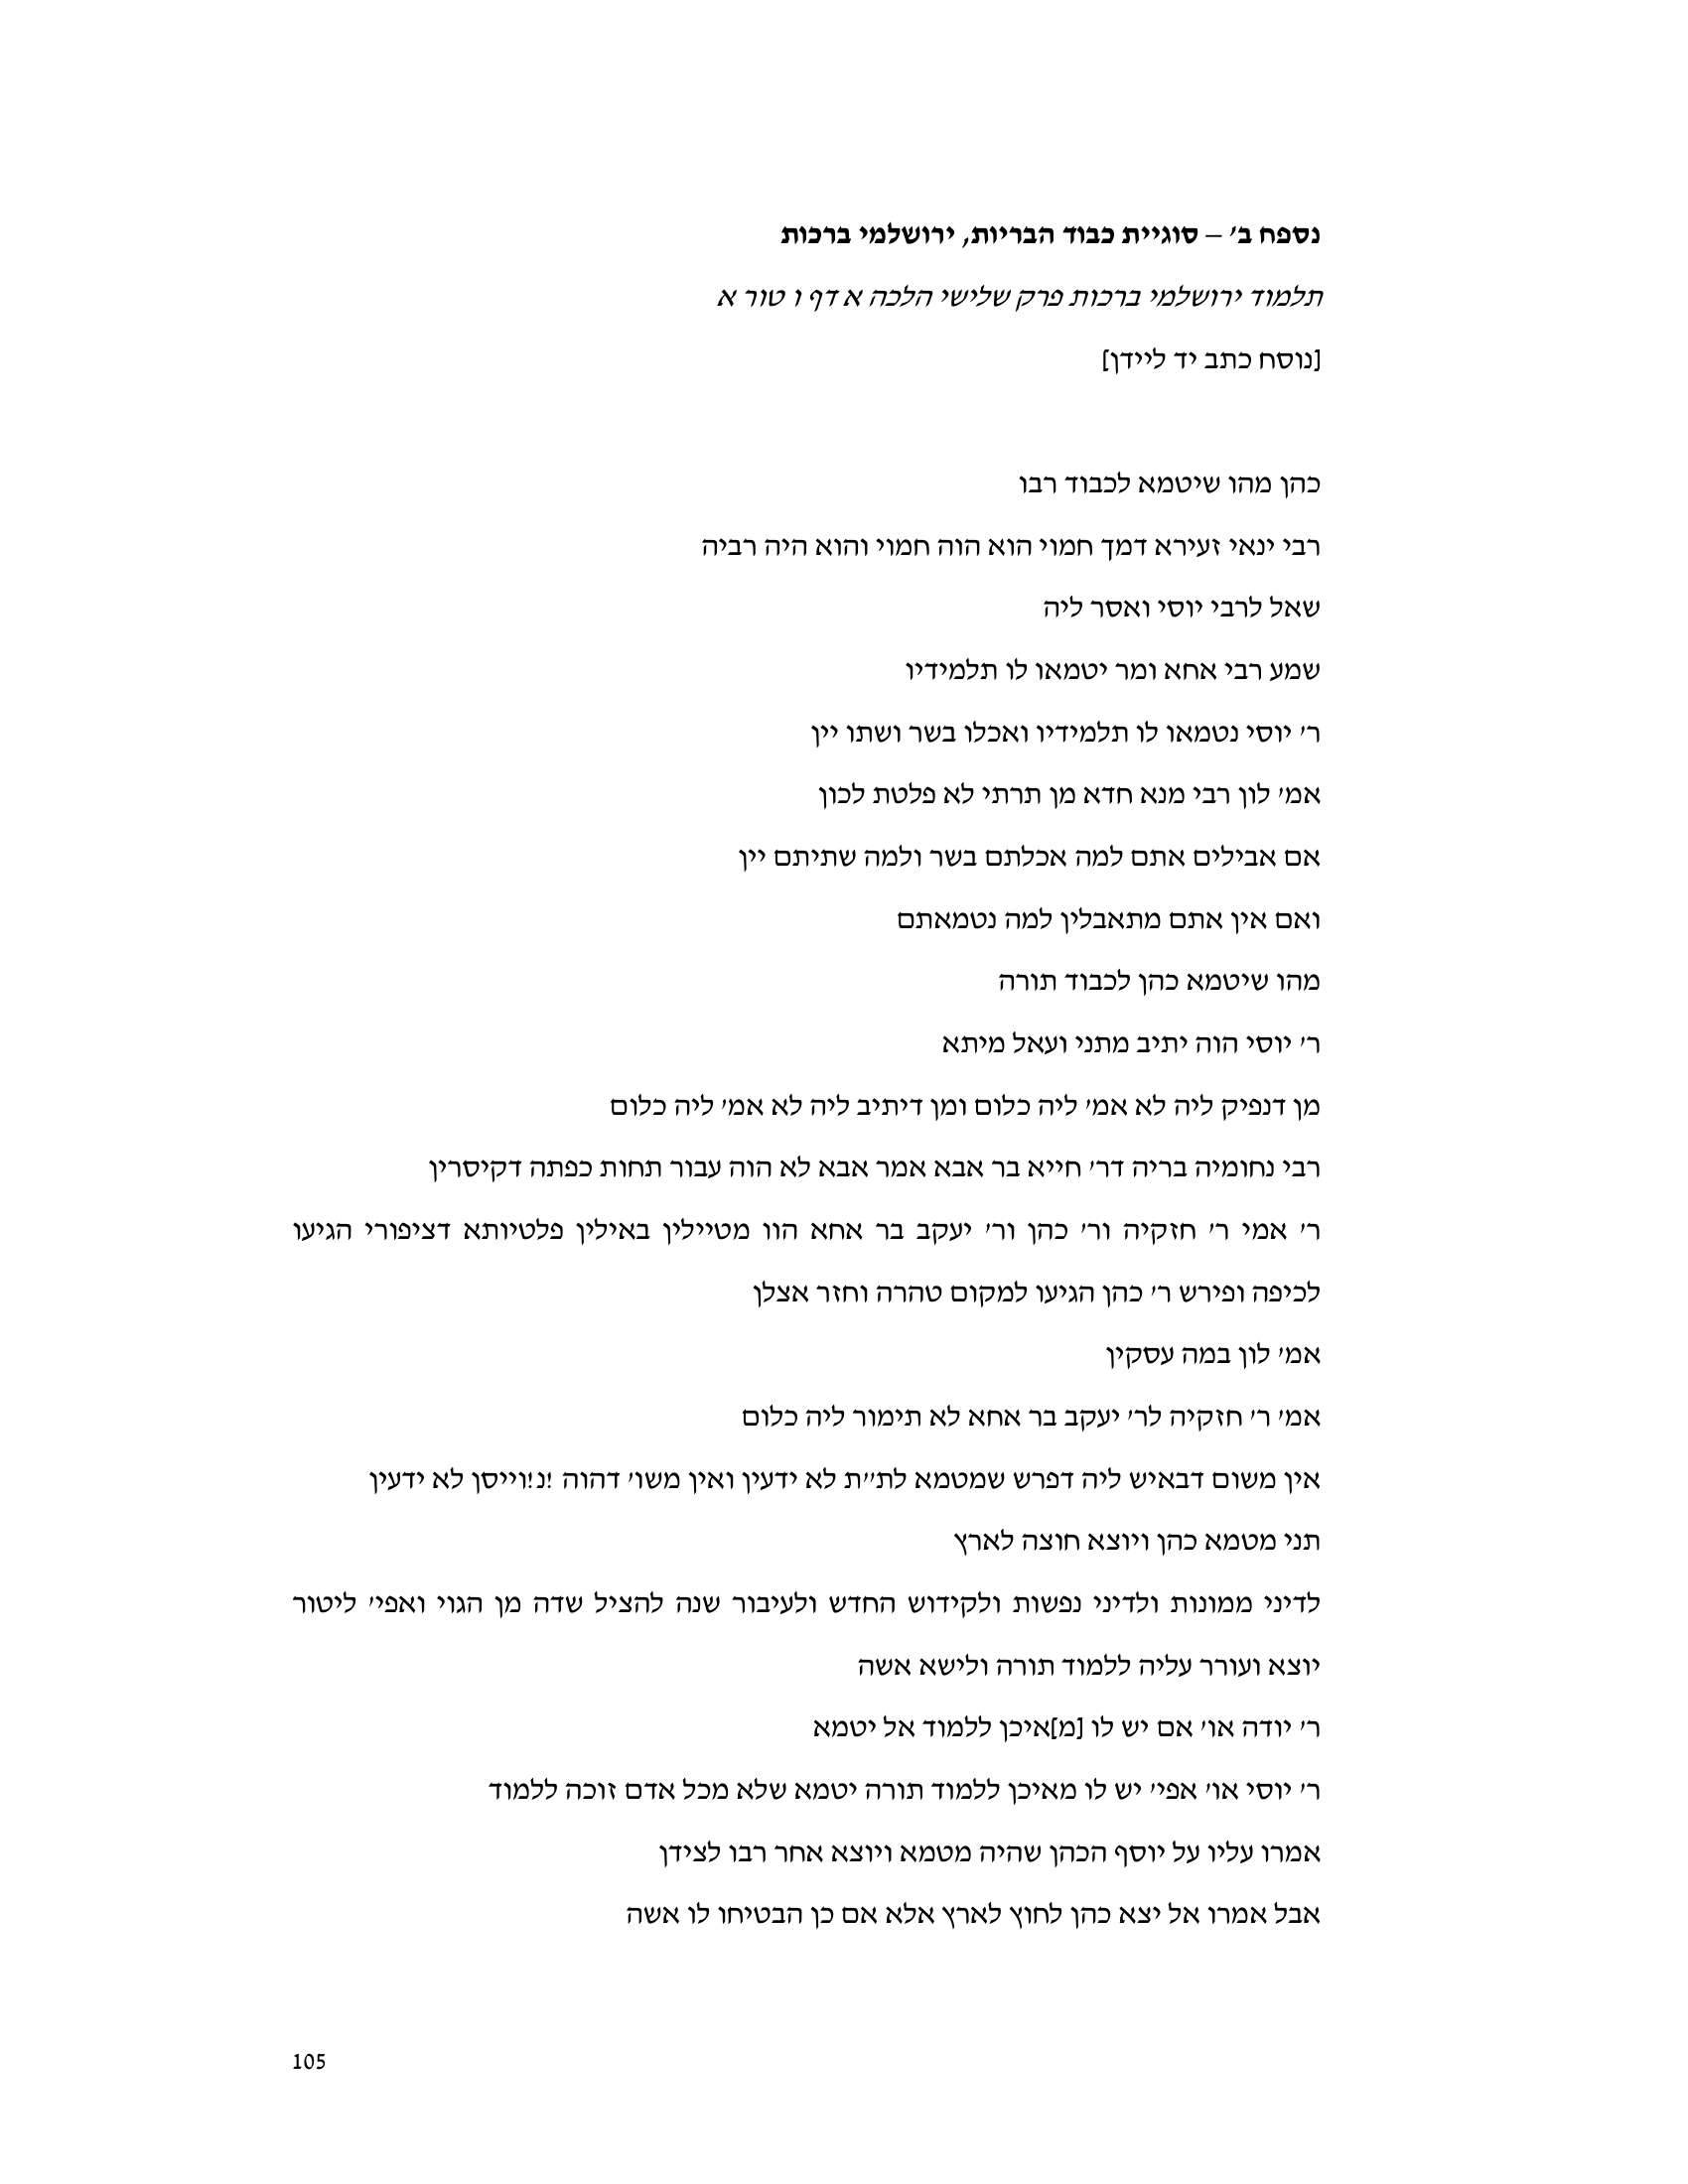 נספח ב' – סוגיית כבוד הבריות, ירושלמי ברכות
תלמוד ירושלמי ברכות פרק שלישי הלכה א דף ו טור א
[נוסח כתב יד ליידן]
כהן מהו שיטמא לכבוד רבו
רבי ינאי זעירא דמך חמוי הוא הוה חמוי והוא היה רביה
שאל לרבי יוסי ואסר ליה
שמע רבי אחא ומר יטמאו לו תלמידיו
ר' יוסי נטמאו לו תלמידיו ואכלו בשר ושתו יין
אמ' לון רבי מנא חדא מן תרתי לא פלטת לכון
אם אבילים אתם למה אכלתם בשר ולמה שתיתם יין
ואם אין אתם מתאבלין למה נטמאתם
מהו שיטמא כהן לכבוד תורה
ר' יוסי הוה יתיב מתני ועאל מיתא
מן דנפיק ליה לא אמ' ליה כלום ומן דיתיב ליה לא אמ' ליה כלום
רבי נחומיה בריה דר' חייא בר אבא אמר אבא לא הוה עבור תחות כפתה דקיסרין
ר' אמי ר' חזקיה ור' כהן ור' יעקב בר אחא הוו מטיילין באילין פלטיותא דציפורי הגיעו
לכיפה ופירש ר' כהן הגיעו למקום טהרה וחזר אצלן
אמ' לון במה עסקין
אמ' ר' חזקיה לר' יעקב בר אחא לא תימור ליה כלום
אין משום דבאיש ליה דפרש שמטמא לת"ת לא ידעין ואין משו' דהוה !נ!וייסן לא ידעין
תני מטמא כהן ויוצא חוצה לארץ
לדיני ממונות ולדיני נפשות ולקידוש החדש ולעיבור שנה להציל שדה מן הגוי ואפי' ליטור
יוצא ועורר עליה ללמוד תורה ולישא אשה
ר' יודה או' אם יש לו [מ]איכן ללמוד אל יטמא
ר' יוסי או' אפי' יש לו מאיכן ללמוד תורה יטמא שלא מכל אדם זוכה ללמוד
אמרו עליו על יוסף הכהן שהיה מטמא ויוצא אחר רבו לצידן
אבל אמרו אל יצא כהן לחוץ לארץ אלא אם כן הבטיחו לו אשה
105